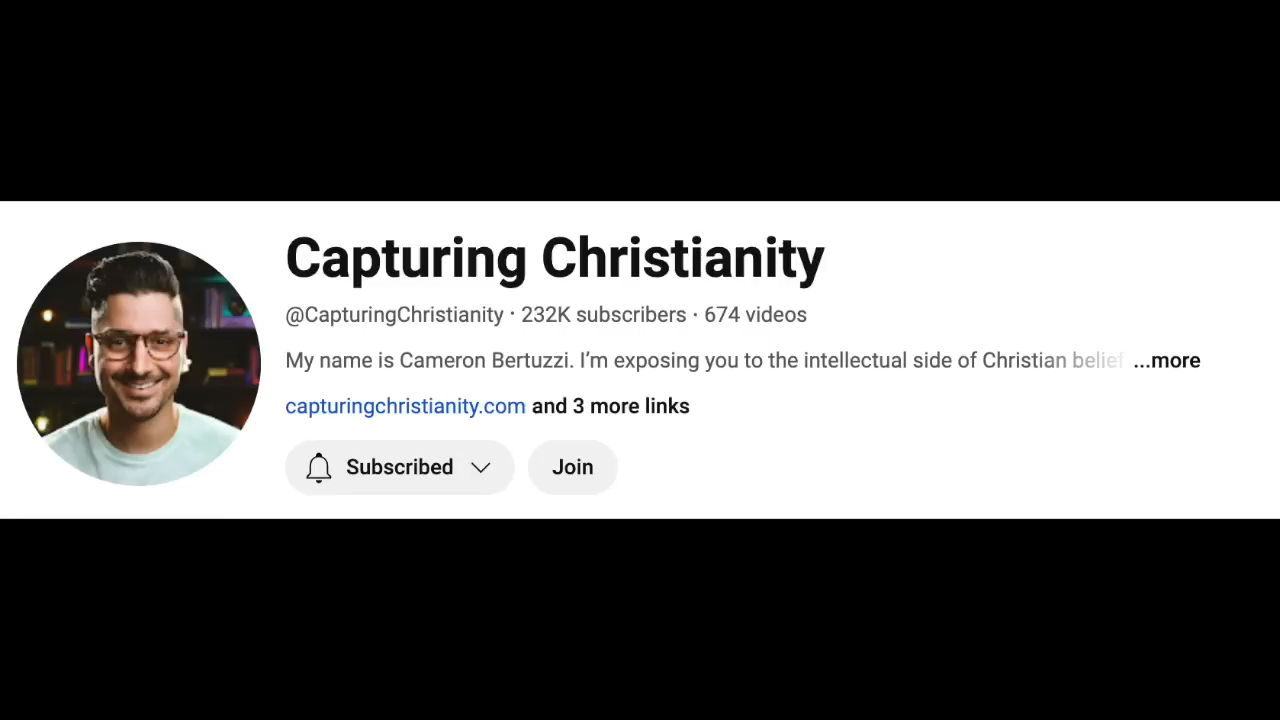 Capturing Christianity
@CapturingChristianity · 232K subscribers · 674 videos
My name is Cameron Bertuzzi. I’m exposing you to the intellectual side of Christian belief ...more
capturingchristianity.com and 3 more links
Subscribed
Join